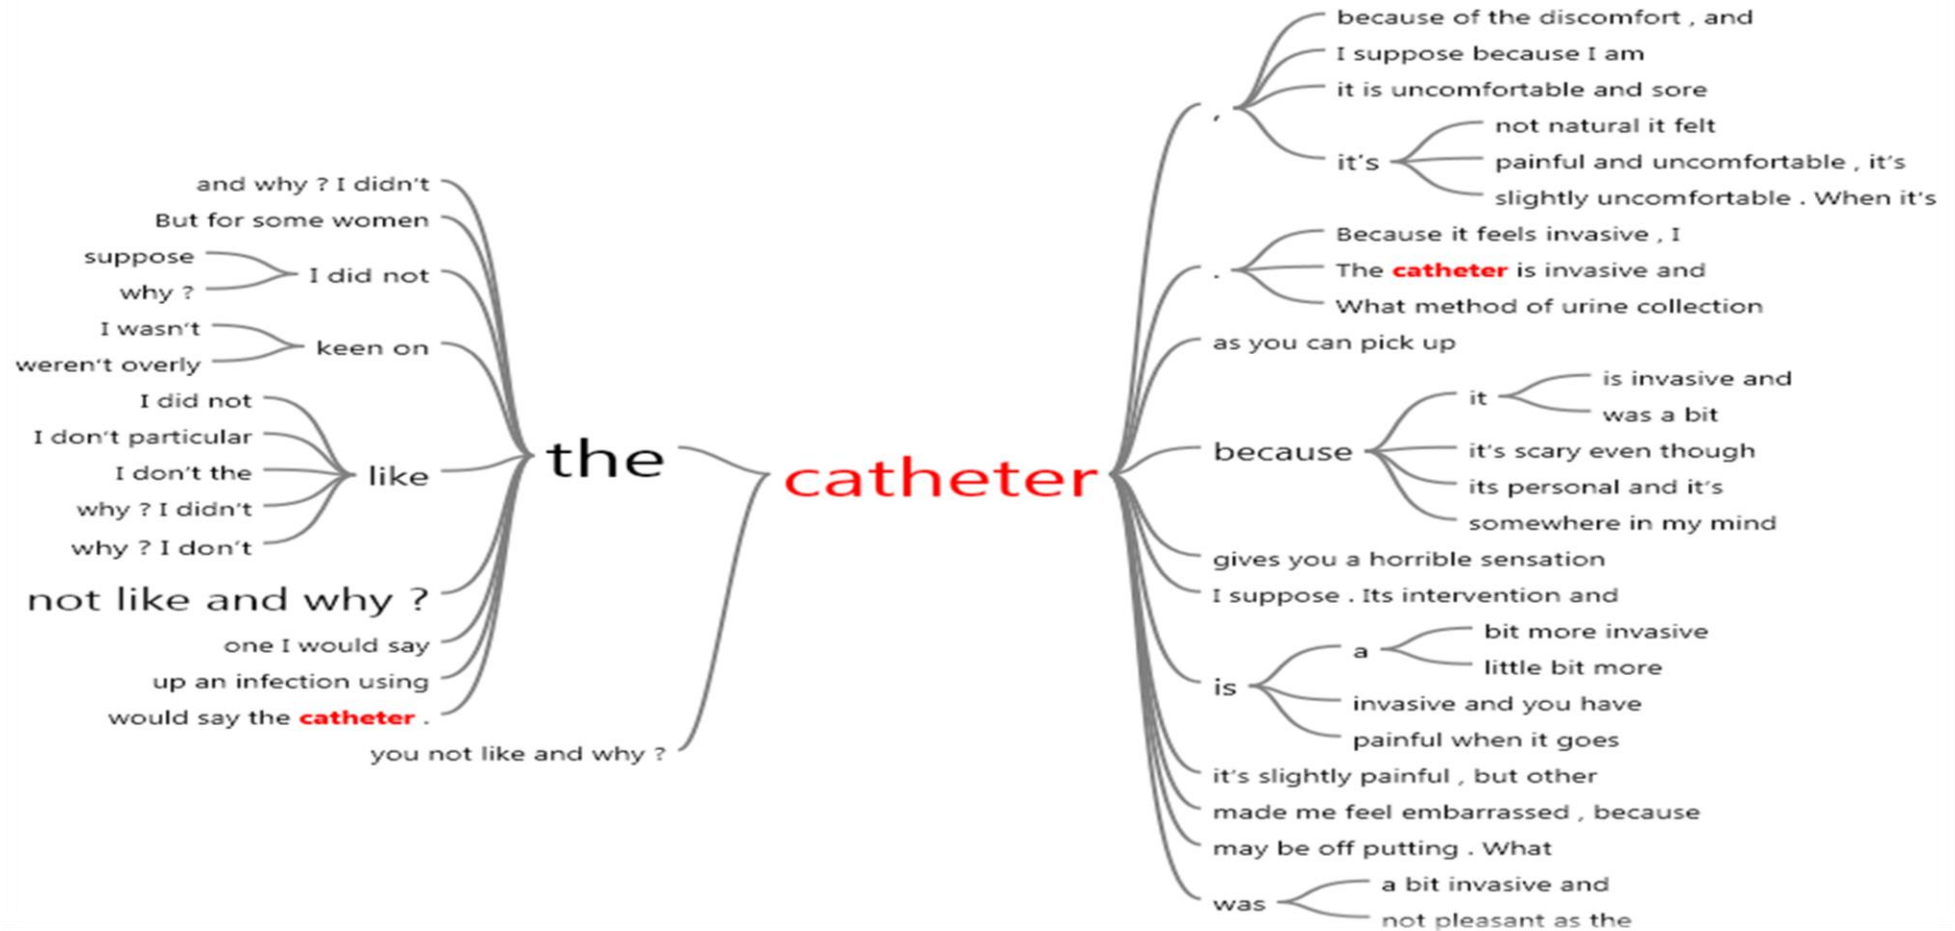 and why ? I didn't
But for some women
suppose
why ?
I did not
I wasn't
weren't overly
keen on
I did not
I don't particular
I don't the
why ? I didn't
why ? I don't
like
not like and why ?
one I would say
up an infection using
would say the catheter .
the
you not like and why ?
catheter
,
because of the discomfort , and
I suppose because I am
it is uncomfortable and sore
it's
not natural it felt
painful and uncomfortable , it's
slightly uncomfortable . When it's
.
Because it feels invasive , I
The catheter is invasive and
What method of urine collection
as you can pick up
because
it
is invasive and
was a bit
it's scary even though
its personal and it's
somewhere in my mind
gives you a horrible sensation
I suppose . Its intervention and
is
a
bit more invasive
little bit more
invasive and you have
painful when it goes
it's slightly painful , but other
made me feel embarrassed , because
may be off putting . What
was
a bit invasive and
not pleasant as the